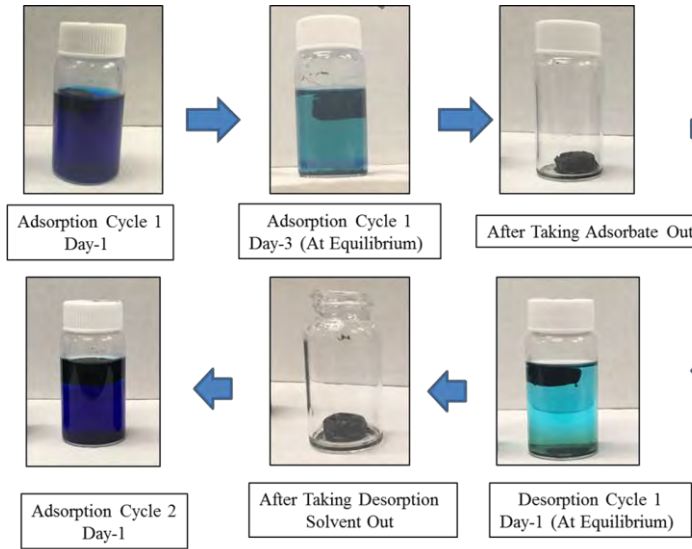 Adsorption Cycle 1
Day-1
Adsorption Cycle 1
Day-3 (At Equilibrium)
After Taking Adsorbate Out
Adsorption Cycle 2
Day-1
After Taking Desorption
Solvent Out
Desorption Cycle 1
Day-1 (At Equilibrium)